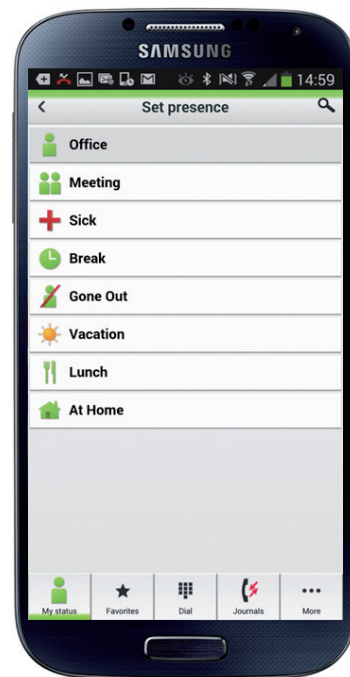 SAMSUNG
14:59
Set presence
Office
Meeting
Sick
Break
Gone Out
Vacation
Lunch
At Home
My status
Favorites
Dial
Journals
More